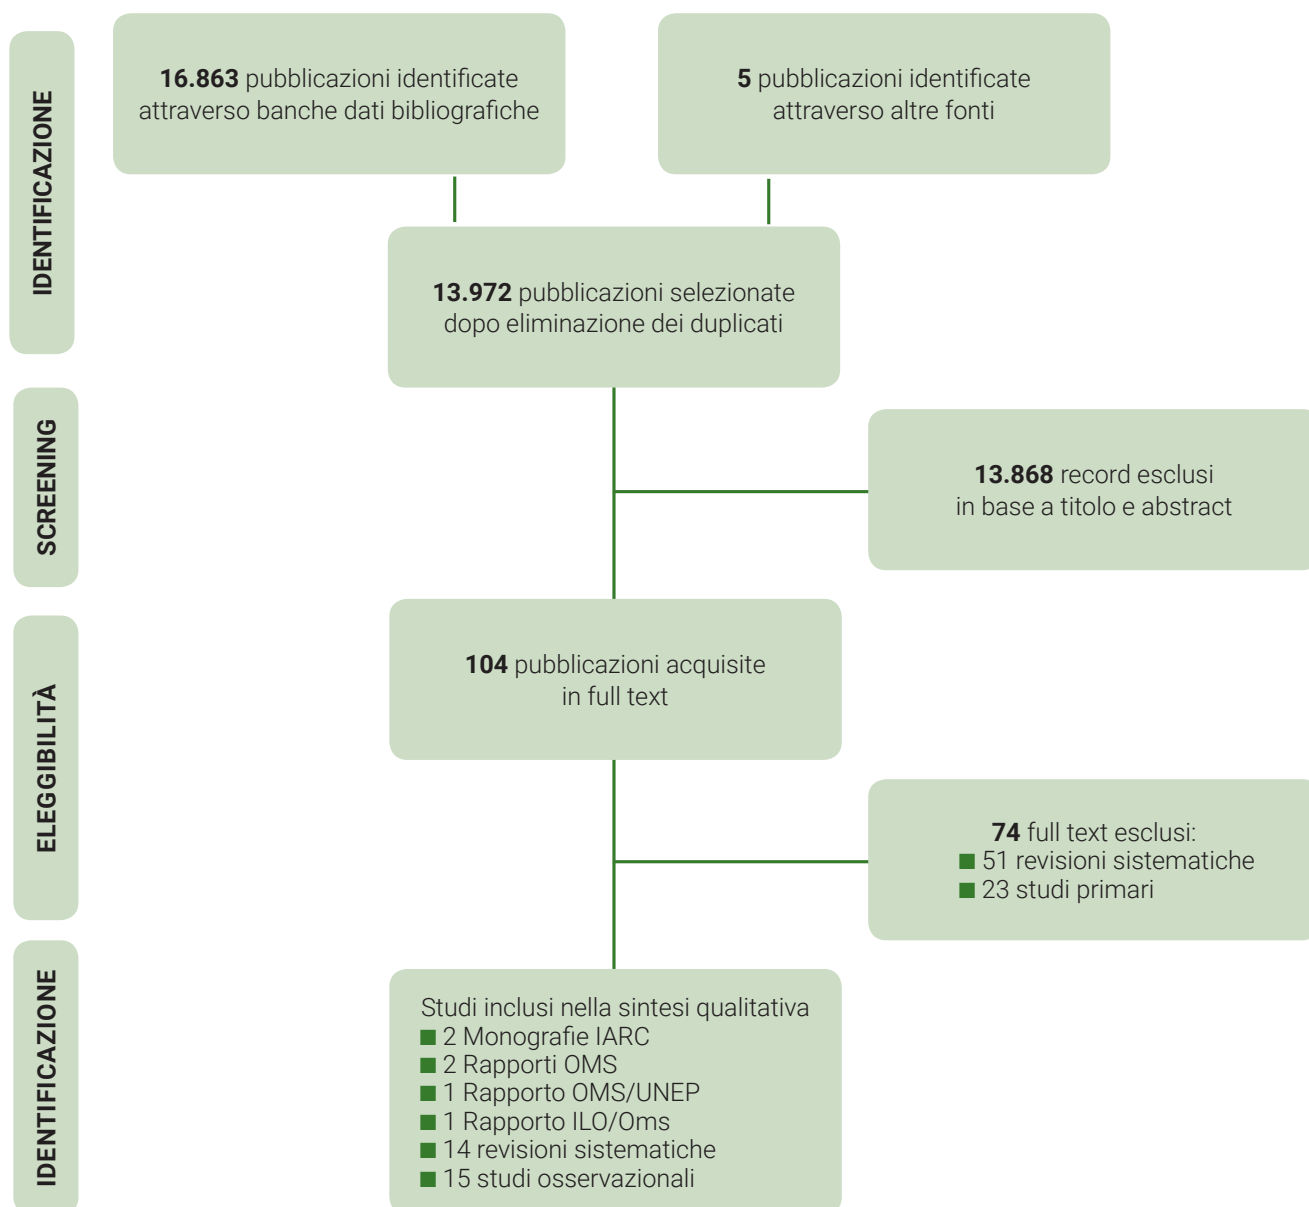 IDENTIFICAZIONE
16.863 pubblicazioni identificate
attraverso banche dati bibliografiche
5 pubblicazioni identificate
attraverso altre fonti
13.972 pubblicazioni selezionate
dopo eliminazione dei duplicati
SCREENING
13.868 record esclusi
in base a titolo e abstract
ELEGGIBILITÀ
104 pubblicazioni acquisite
in full text
74 full text esclusi:
■ 51 revisioni sistematiche
■ 23 studi primari
IDENTIFICAZIONE
Studi inclusi nella sintesi qualitativa
■ 2 Monografie IARC
■ 2 Rapporti OMS
■ 1 Rapporto OMS/UNEP
■ 1 Rapporto ILO/Oms
■ 14 revisioni sistematiche
■ 15 studi osservazionali